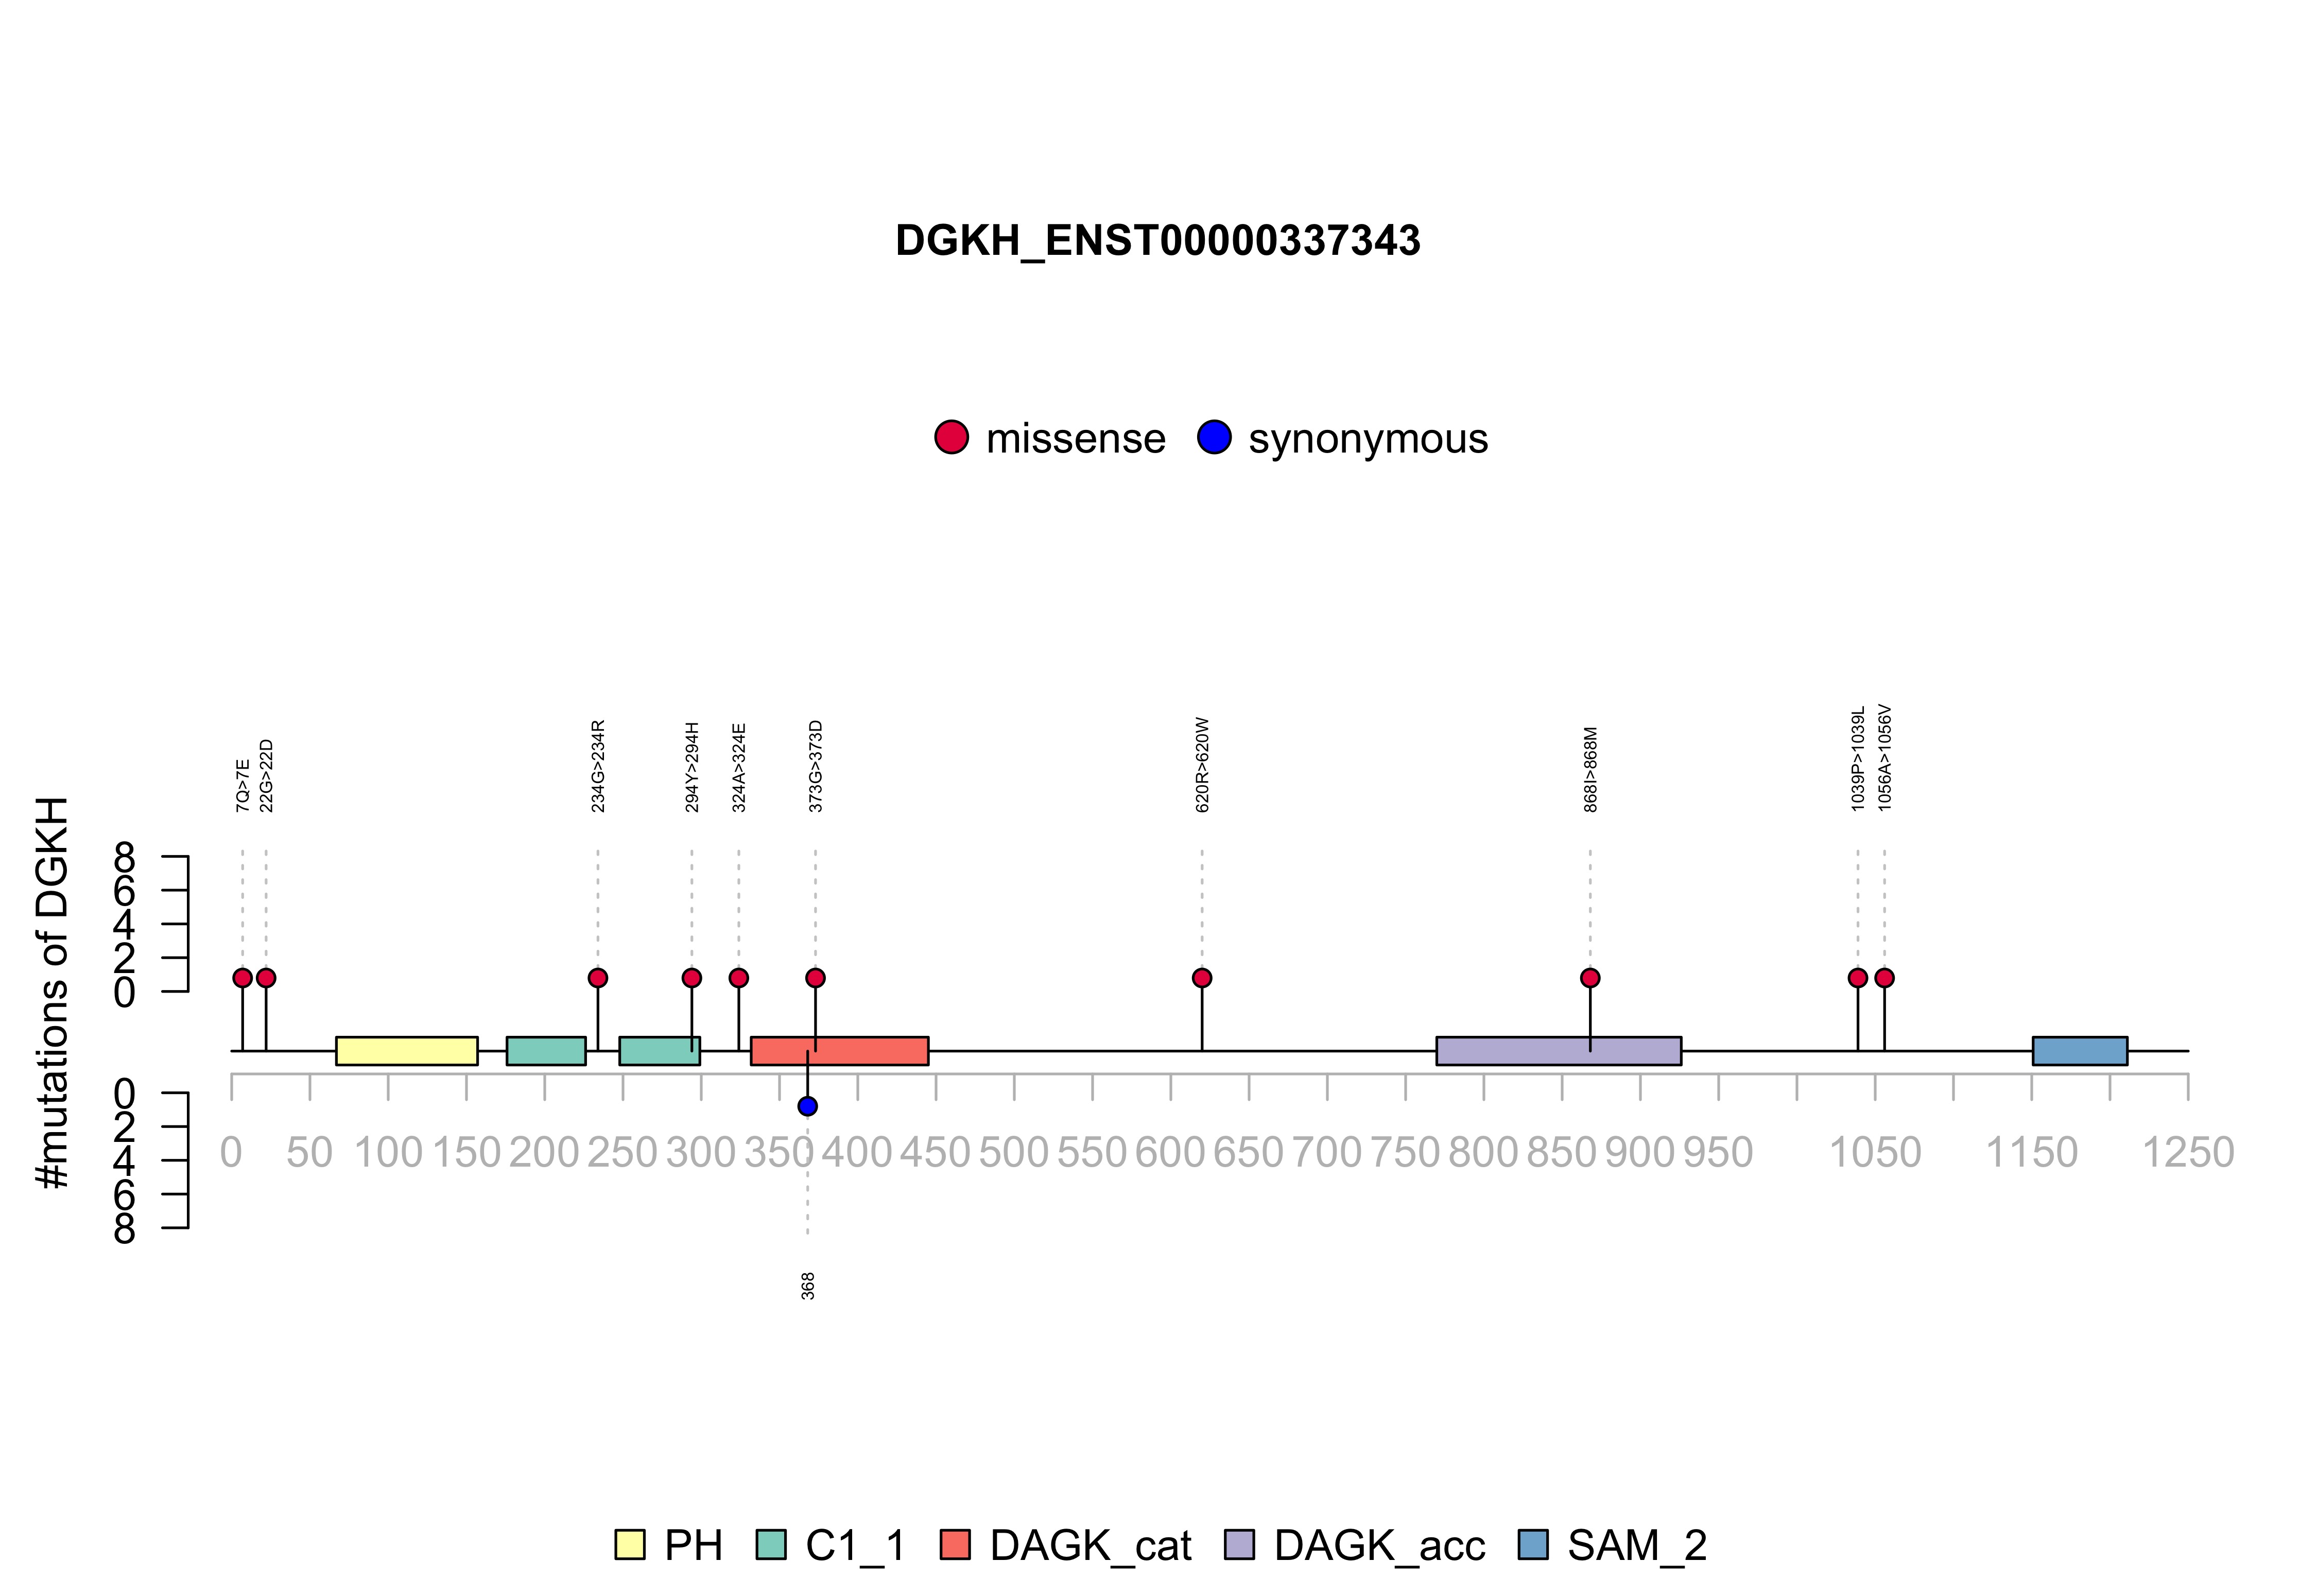 DGKH_ENST00000337343
missense synonymous
7Q>7E
22G>22D
234G>234R
294Y>294H
324A>324E
373G>373D
620R>620W
868I>868M
1039P>1039L
1056A>1056V
#mutations of DGKH
8
6
4
2
0
0
2
4
6
8
0 50 100 150 200 250 300 350 400 450 500 550 600 650 700 750 800 850 900 950 1050 1150 1250
368
PH C1_1 DAGK_cat DAGK_acc SAM_2